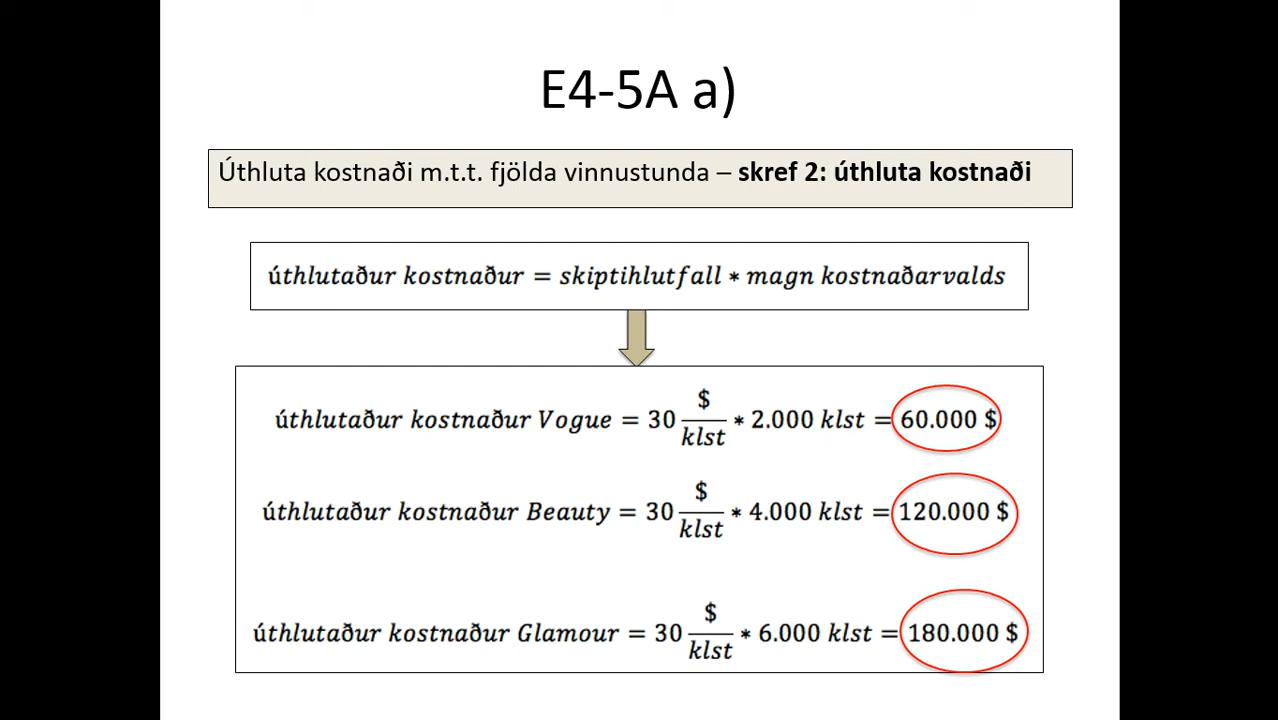 E4-5A a)
Úthluta kostnaði m.t.t. fjölda vinnustunda – skref 2: úthluta kostnaði
úthlutaður kostnaður = skiptihlutfall * magn kostnaðarvalds
úthlutaður kostnaður Vogue = 30 $/klst * 2.000 klst = 60.000 $
úthlutaður kostnaður Beauty = 30 $/klst * 4.000 klst = 120.000 $
úthlutaður kostnaður Glamour = 30 $/klst * 6.000 klst = 180.000 $